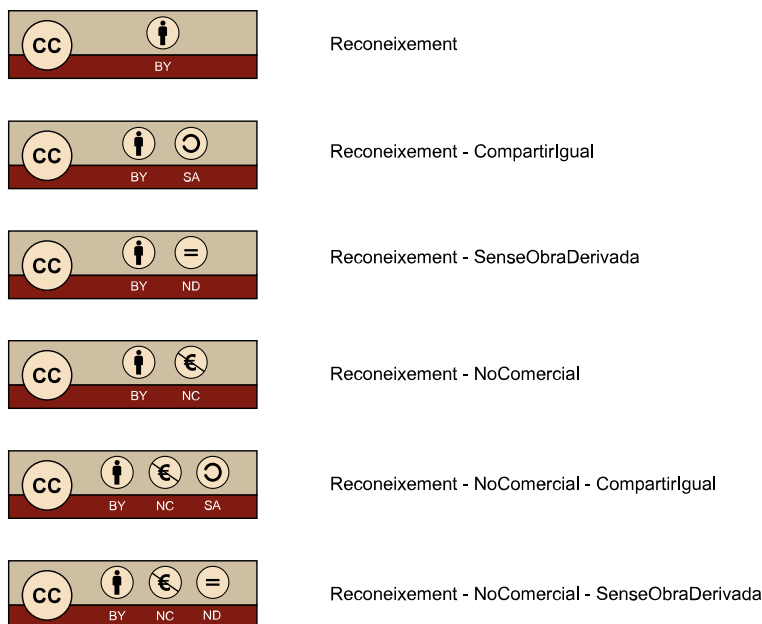 CC BY Reconeixement
CC BY SA Reconeixement - CompartirIgual
CC BY ND Reconeixement - SenseObraDerivada
CC BY € NC Reconeixement - NoComercial
CC BY € NC SA Reconeixement - NoComercial - CompartirIgual
CC BY € NC = ND Reconeixement - NoComercial - SenseObraDerivada